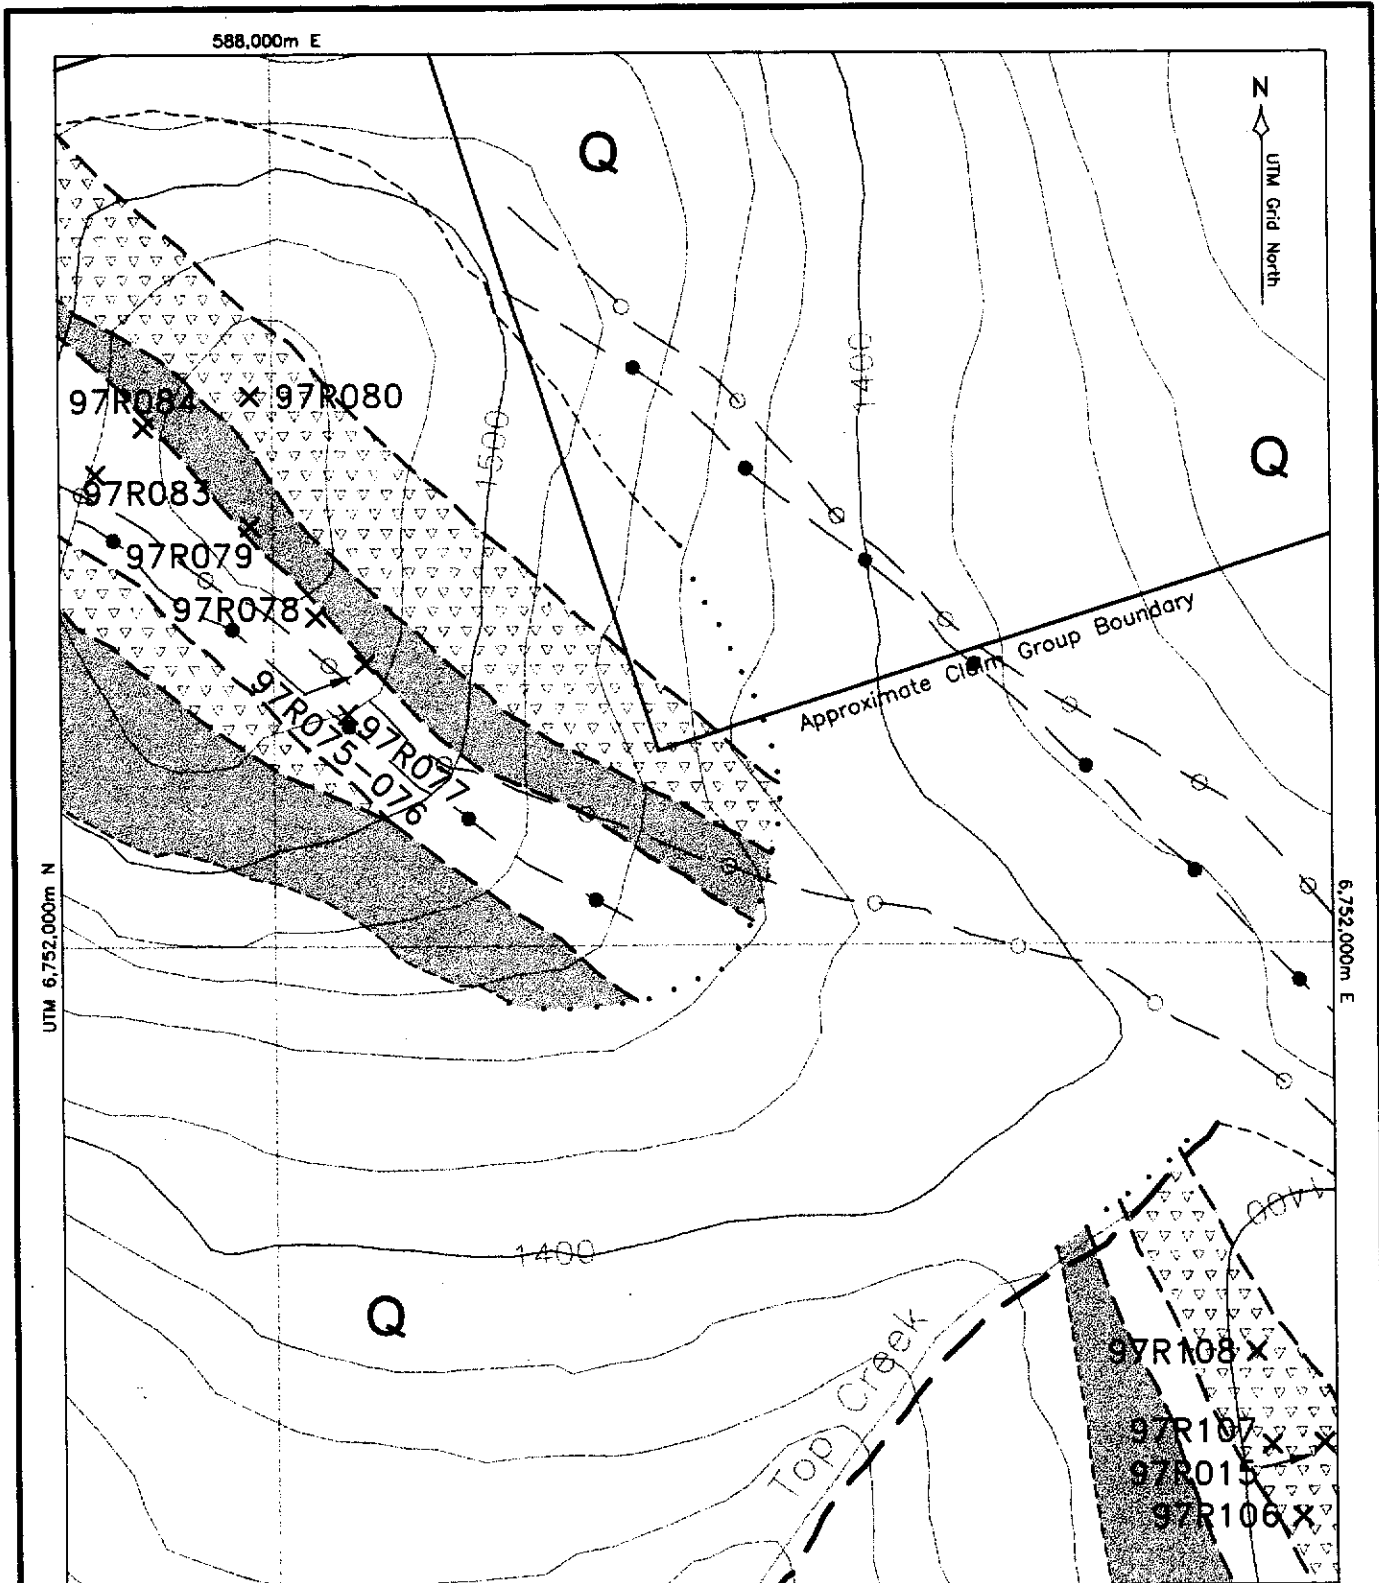 588,000m E
N
UTM Grid North
Q
1400
97R084
97R080
1500
Q
97R083
97R079
97R078
97R075-076
97R077
Approximate Claim Group Boundary
UTM 6,752,000m N
6,752,000m E
1400
1400
Q
Top Creek
97R108
97R107
97R015
97R106